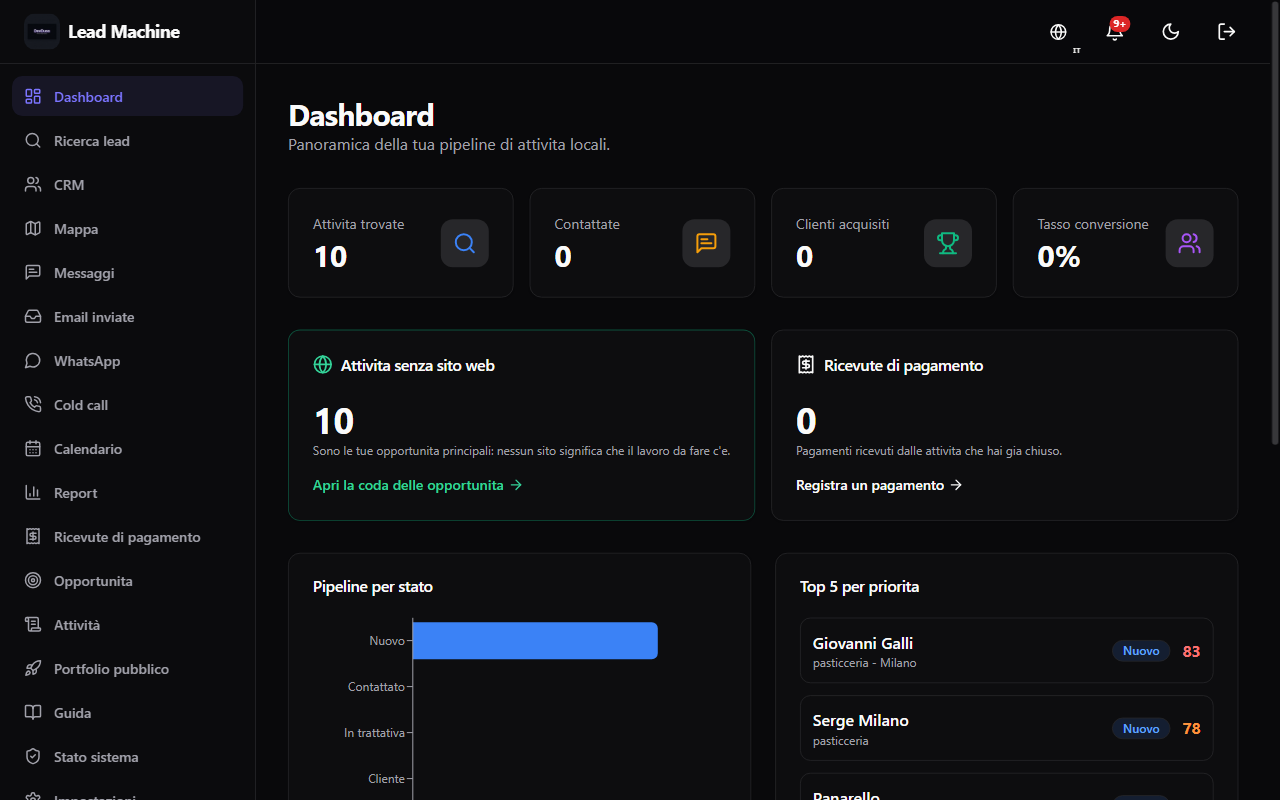 Lead Machine
IT
9+
Dashboard
Ricerca lead
CRM
Mappa
Messaggi
Email inviate
WhatsApp
Cold call
Calendario
Report
Ricevute di pagamento
Opportunita
Attività
Portfolio pubblico
Guida
Stato sistema
Impostazioni
Dashboard
Panoramica della tua pipeline di attivita locali.
Attivita trovate
10
Contattate
0
Clienti acquisiti
0
Tasso conversione
0%
Attivita senza sito web
10
Sono le tue opportunita principali: nessun sito significa che il lavoro da fare c'e.
Apri la coda delle opportunita
Ricevute di pagamento
0
Pagamenti ricevuti dalle attivita che hai gia chiuso.
Registra un pagamento
Pipeline per stato
Nuovo
Contattato
In trattativa
Cliente
Top 5 per priorita
Giovanni Galli
pasticceria - Milano
Nuovo
83
Serge Milano
pasticceria
Nuovo
78
Panarello